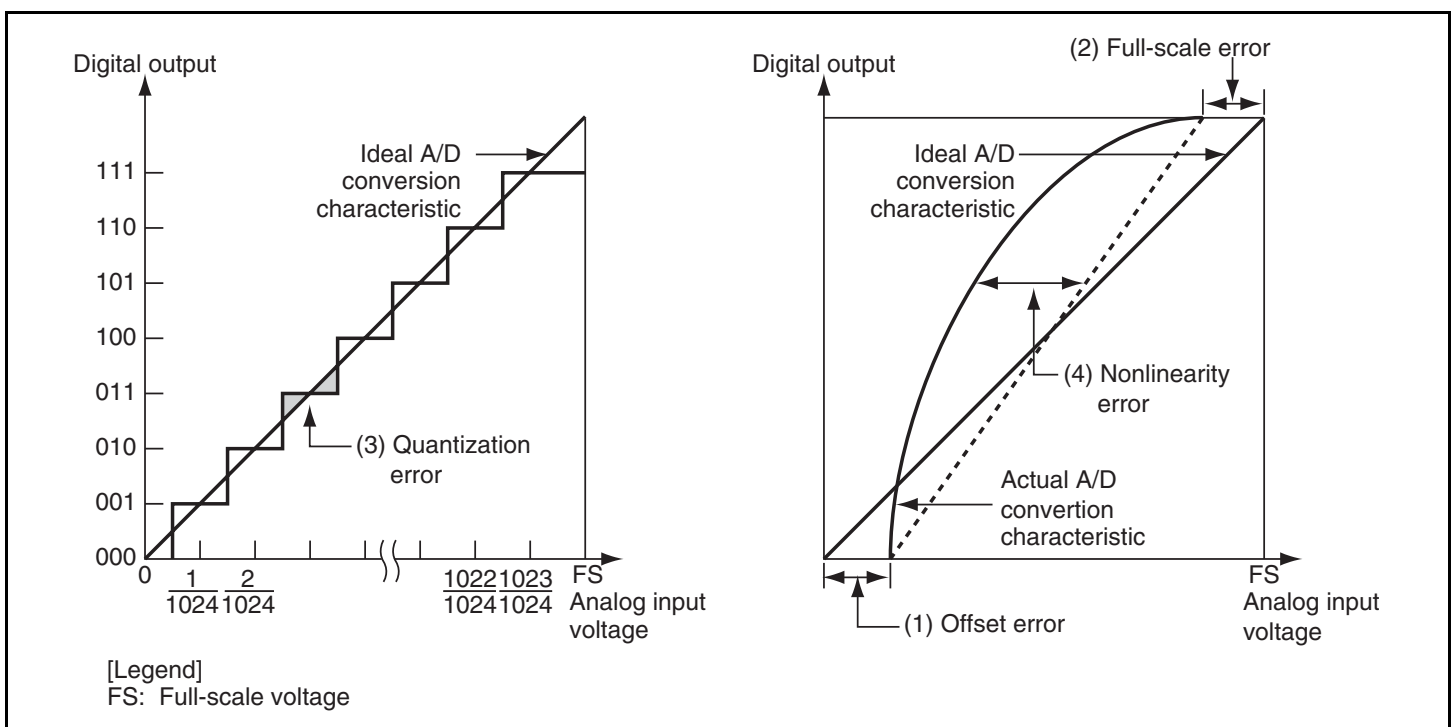 Digital output
Ideal A/D
conversion
characteristic
111
110
101
100
011
010
001
000
(3) Quantization
error
0
1
1024
2
1024
1022
1024
1023
1024
FS
Analog input
voltage
[Legend]
FS: Full-scale voltage
Digital output
(2) Full-scale error
Ideal A/D
conversion
characteristic
(4) Nonlinearity
error
Actual A/D
convertion
characteristic
FS
Analog input
voltage
(1) Offset error